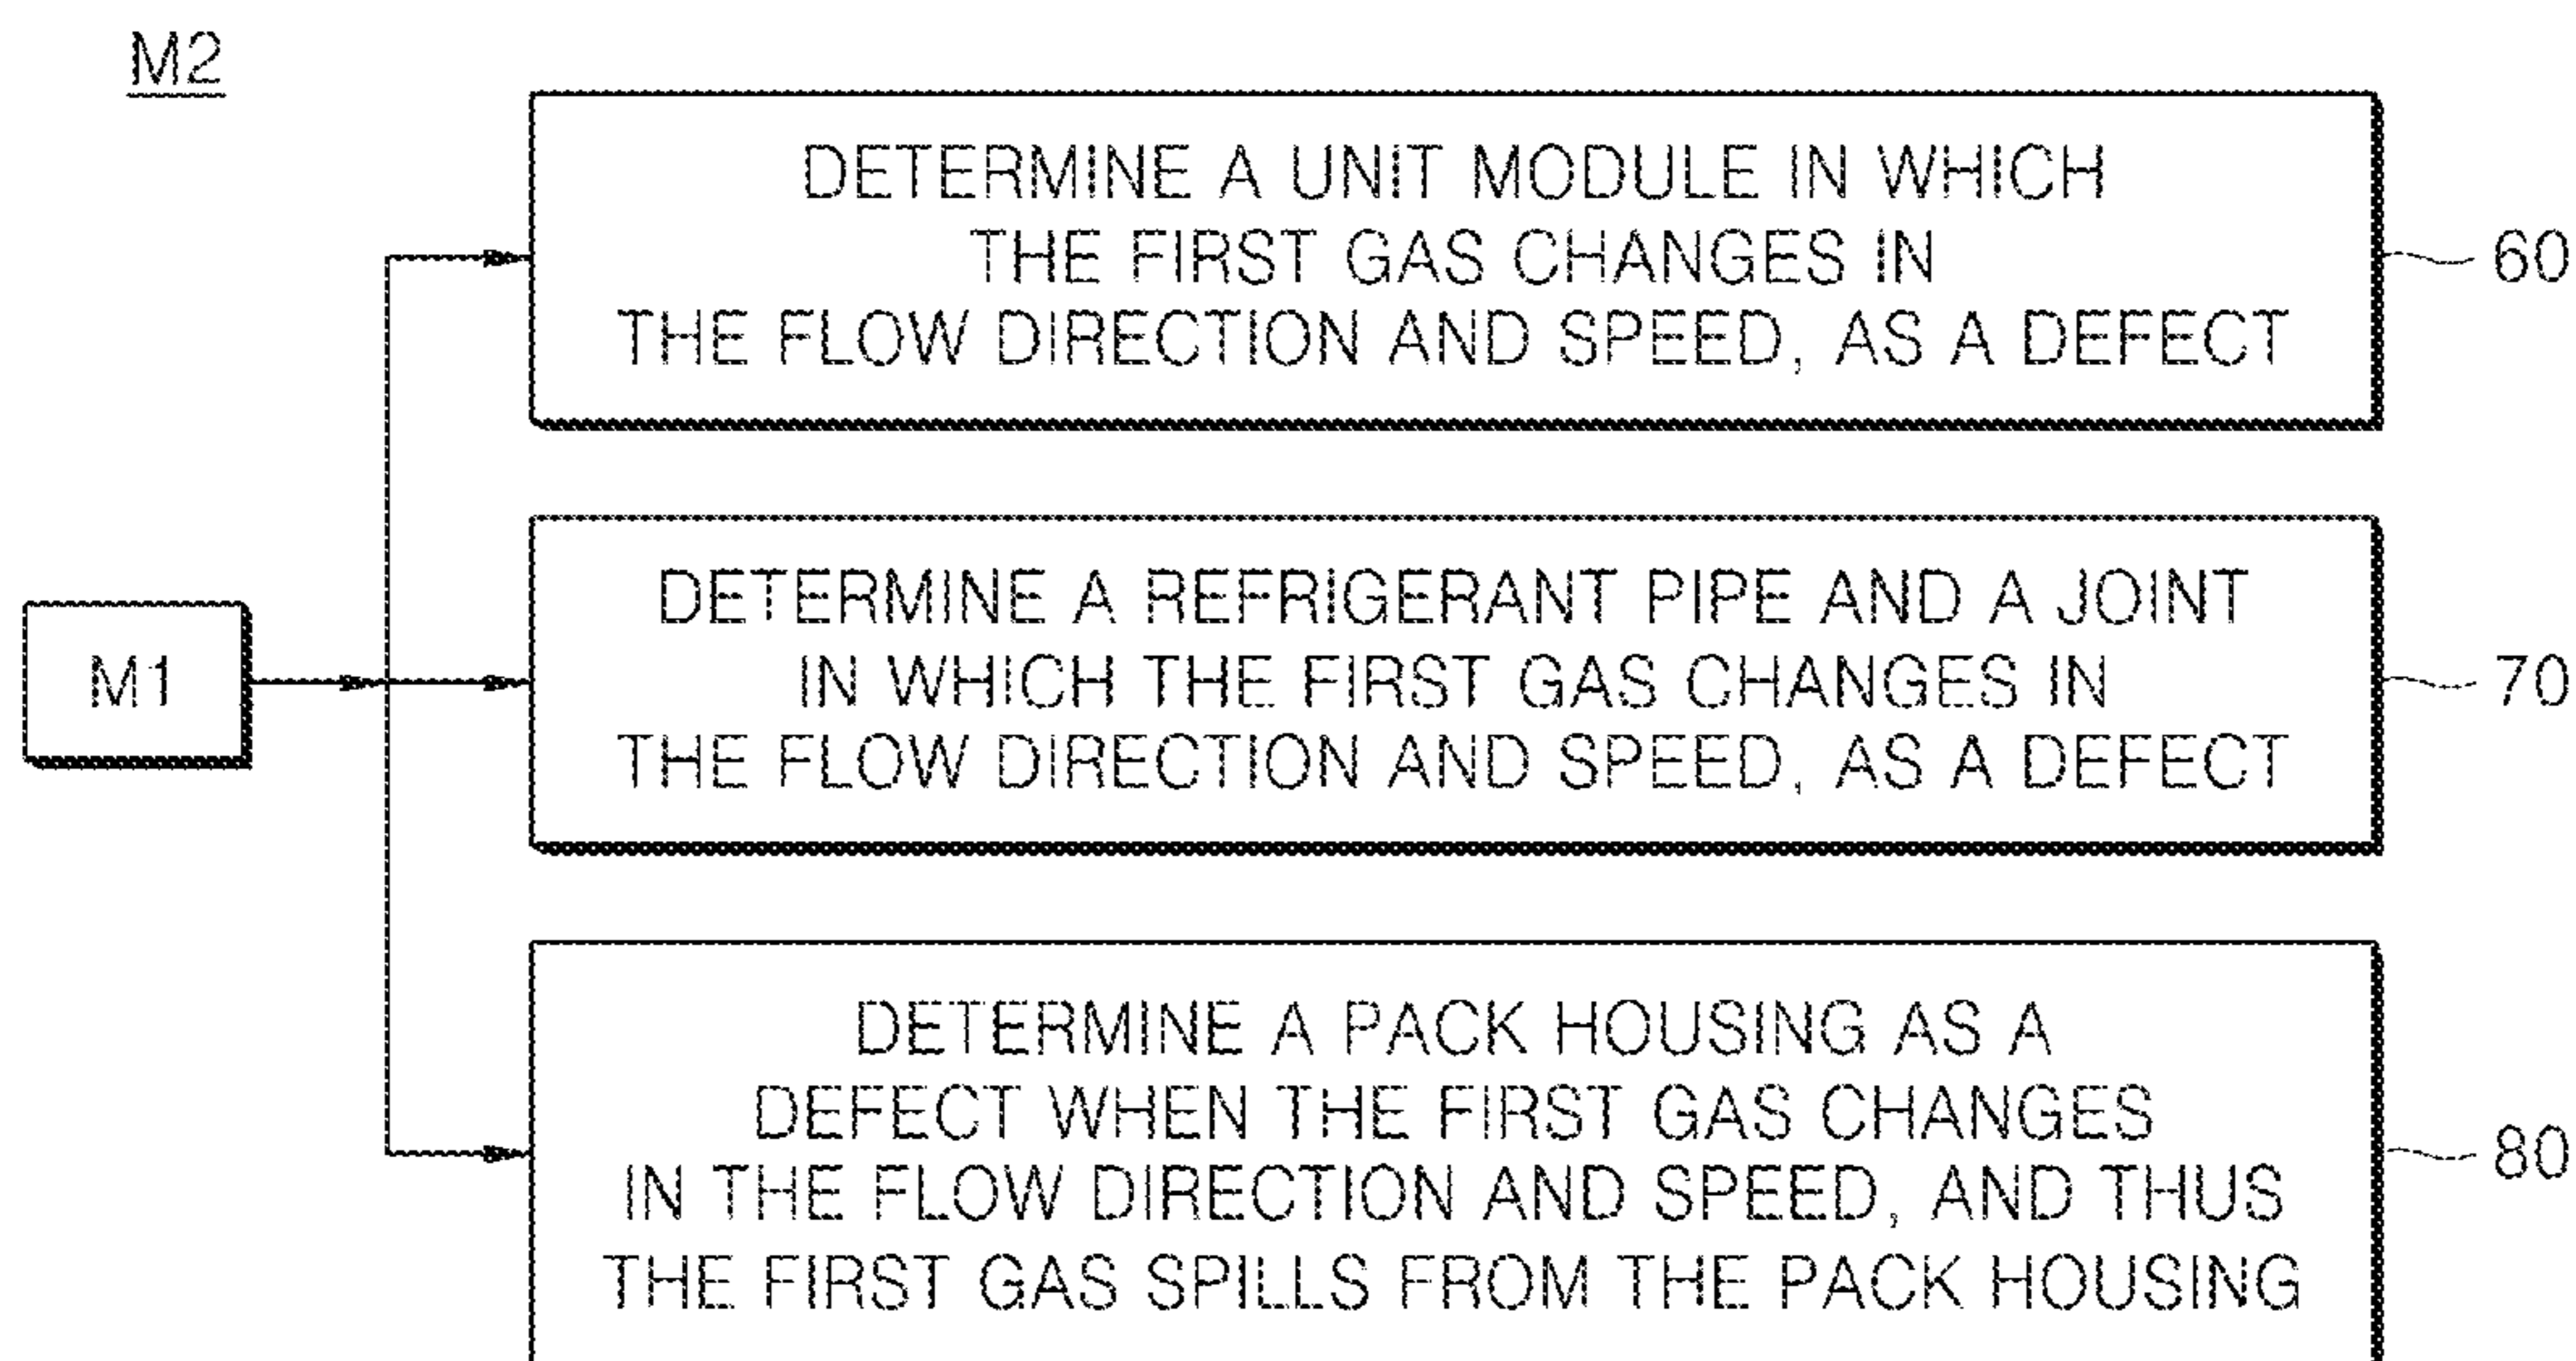 M2
DETERMINE A UNIT MODULE IN WHICH
THE FIRST GAS CHANGES IN
THE FLOW DIRECTION AND SPEED, AS A DEFECT
60
M1
DETERMINE A REFRIGERANT PIPE AND A JOINT
IN WHICH THE FIRST GAS CHANGES IN
THE FLOW DIRECTION AND SPEED, AS A DEFECT
70
DETERMINE A PACK HOUSING AS A
DEFECT WHEN THE FIRST GAS CHANGES
IN THE FLOW DIRECTION AND SPEED, AND THUS
THE FIRST GAS SPILLS FROM THE PACK HOUSING
80